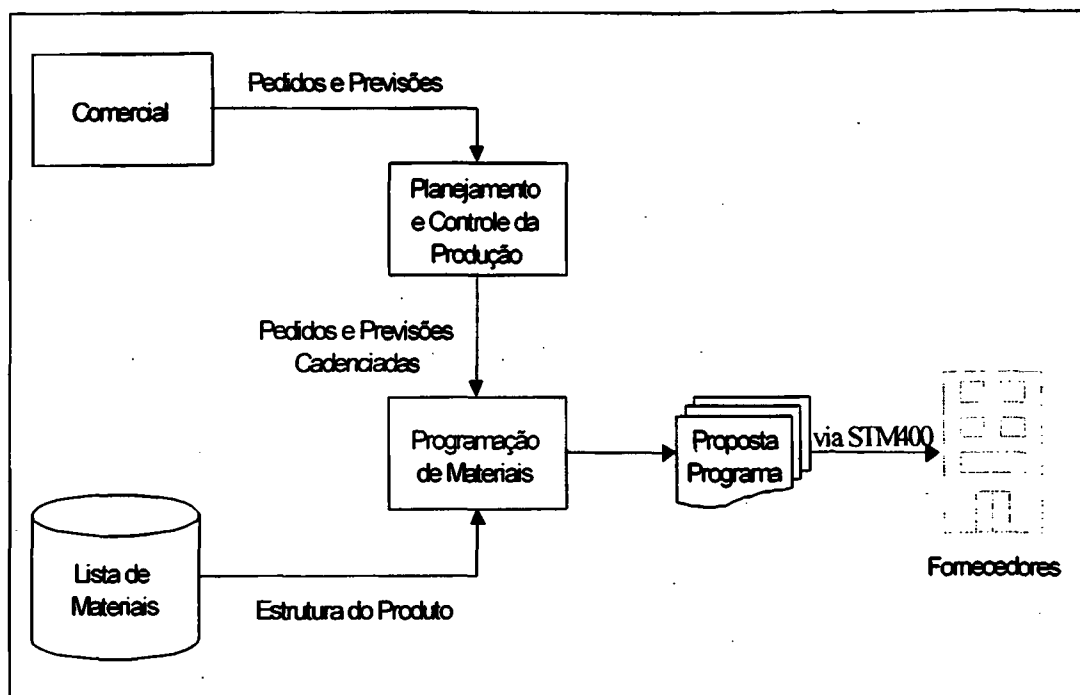 Comercial
Pedidos e Previsões
Planejamento
e Controle da
Produção
Pedidos e Previsões
Cadenciadas
Programação
de Materiais
Proposta
Programa
via STM400
Fornecedores
Lista de
Materiais
Estrutura do Produto